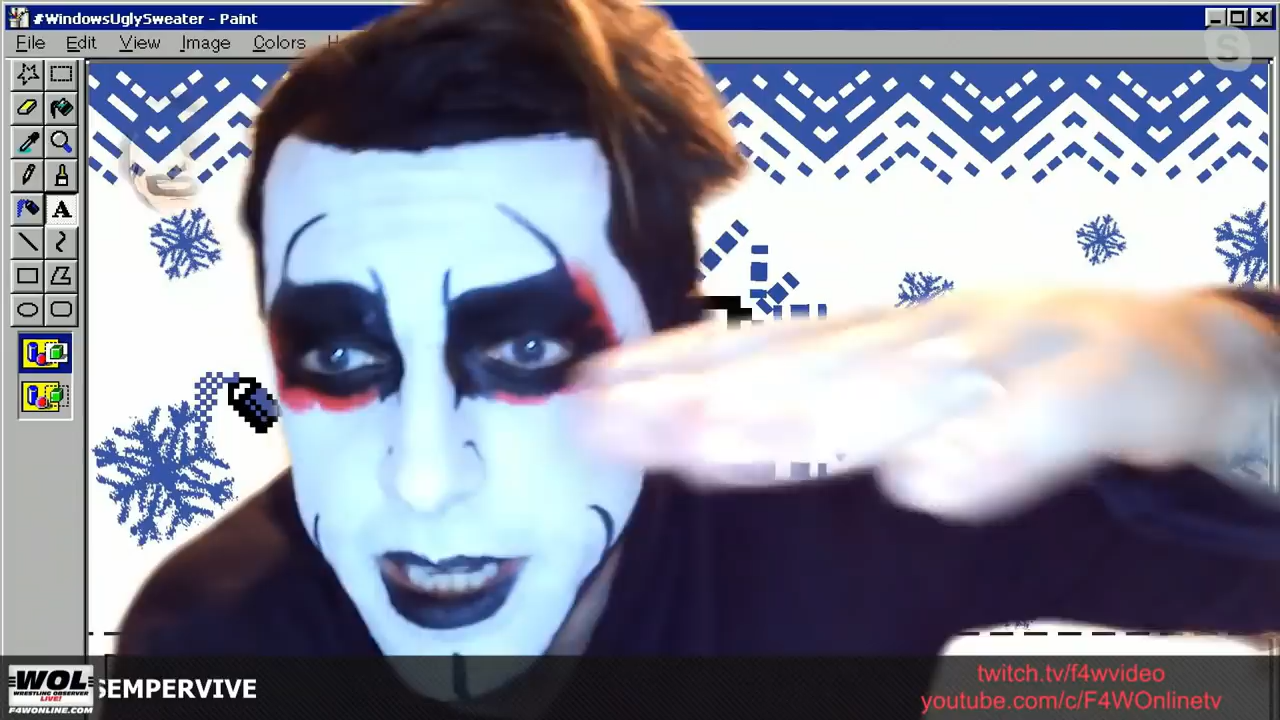 #WindowsUglySweater - Paint
File Edit View Image Colors
WOL
WRESTLING OBSERVER
LIVE!
F4WONLINE.COM
SEMPERVIVE
twitch.tv/f4wvideo
youtube.com/c/F4WOnlinetv